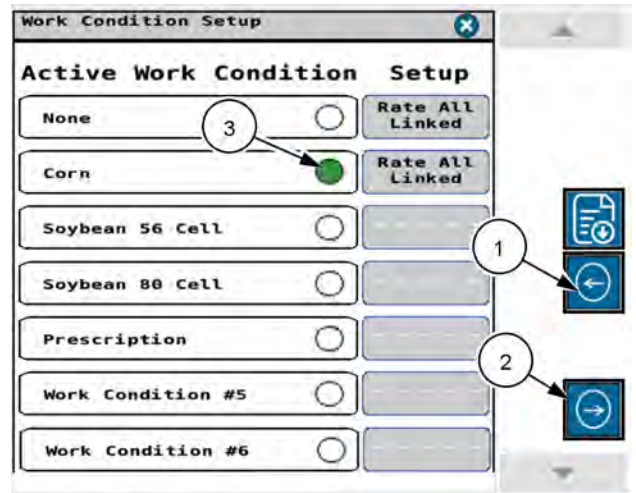 Work Condition Setup
Active Work Condition Setup
None
Rate All
Linked
3
Corn
Rate All
Linked
Soybean 56 Cell
1
Soybean 80 Cell
Prescription
2
Work Condition #5
Work Condition #6